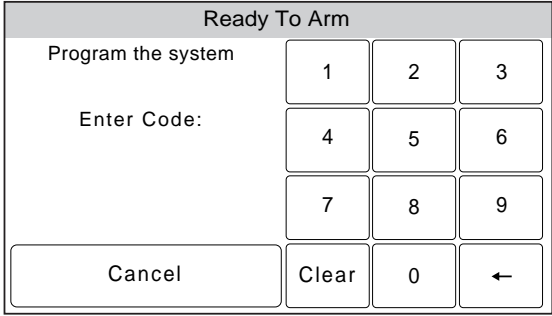 Ready To Arm
Program the system
1 2 3
Enter Code:
4 5 6
7 8 9
Cancel Clear 0 ←